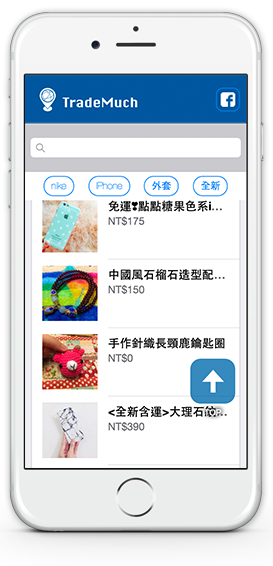 TradeMuch
nike
iPhone
外套
全新
免運❣點點糖果色系i...
NT$175
中國風石榴石造型配...
NT$150
手作針織長頸鹿鑰匙圈
NT$0
<全新含運>大理石的...
NT$390
TOP